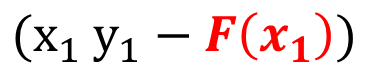 (x₁ y₁ − F(x₁))